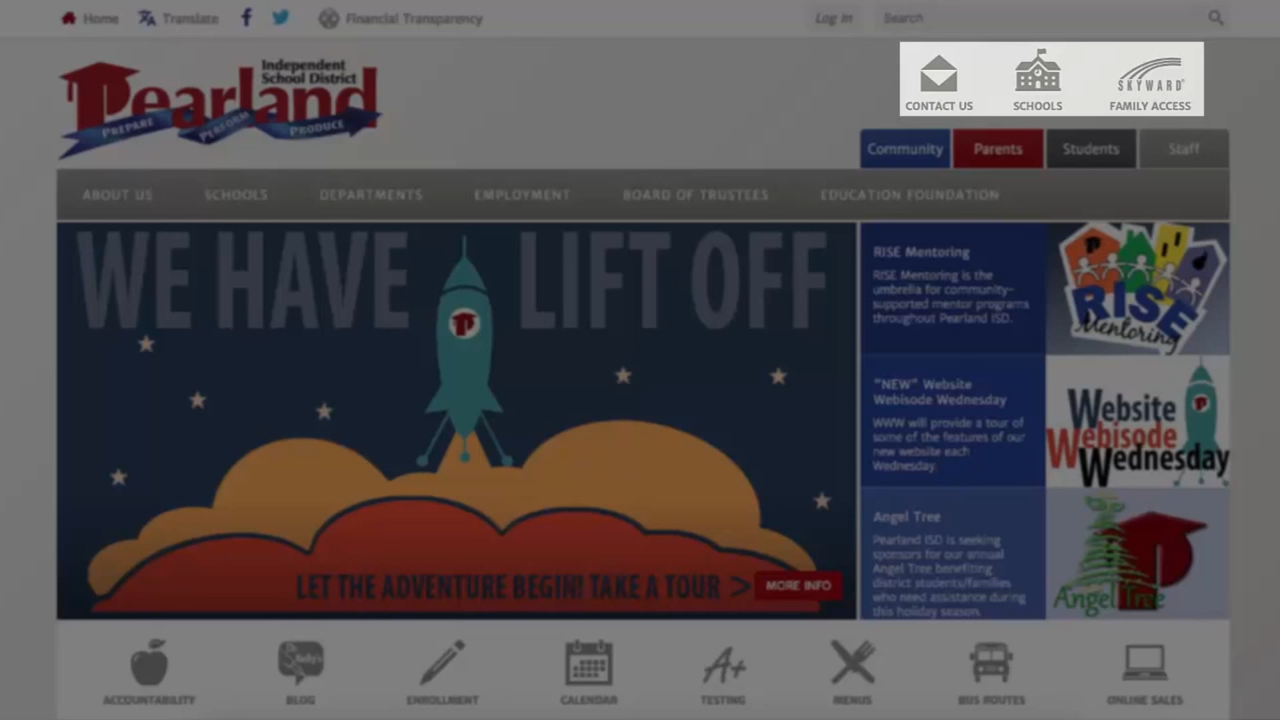 Home
Translate
Financial Transparency
Log In
Search
Independent
School District
Pearland
PREPARE PERFORM PRODUCE
CONTACT US
SCHOOLS
SKYWARD
FAMILY ACCESS
Community
Parents
Students
Staff
ABOUT US
SCHOOLS
DEPARTMENTS
EMPLOYMENT
BOARD OF TRUSTEES
EDUCATION FOUNDATION
WE HAVE LIFT OFF
LET THE ADVENTURE BEGIN! TAKE A TOUR >
MORE INFO
RISE Mentoring
RISE Mentoring is the
umbrella for community-
supported mentor programs
throughout Pearland ISD.
RISE
Mentoring
"NEW" Website
Webisode Wednesday
WWW will provide a tour of
some of the features of our
new website each
Wednesday.
Website
Webisode
Wednesday
Angel Tree
Pearland ISD is seeking
sponsors for our annual
Angel Tree benefiting
district students/families
who need assistance during
this holiday season.
Angel Tree
ACCOUNTABILITY
BLOG
ENROLLMENT
CALENDAR
A+
TESTING
MENUS
BUS ROUTES
ONLINE SALES